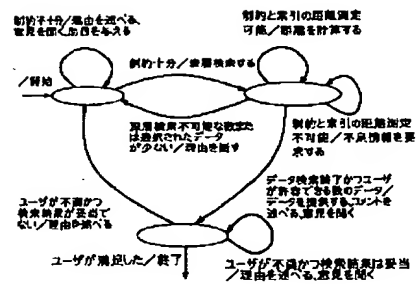 制約不十分/理由を述べる、
意見を聞く、応答を与える
制約と索引の距離測定
可能/距離を計算する
/開始
制約十分/索引検索する
制約と索引の距離測定
不可能/不足情報を要
求する
索引検索不可能な数または
選択されたデータ
が少ない/理由を話す
データ検索終了かつユーザ
が許容できる数のデータ/
データを提供する、コメントを
述べる、意見を聞く
ユーザが不満かつ
検索結果が妥当で
ない/理由を述べる
ユーザが満足した/終了
ユーザが不満かつ検索結果は妥当
/理由を述べる、意見を聞く